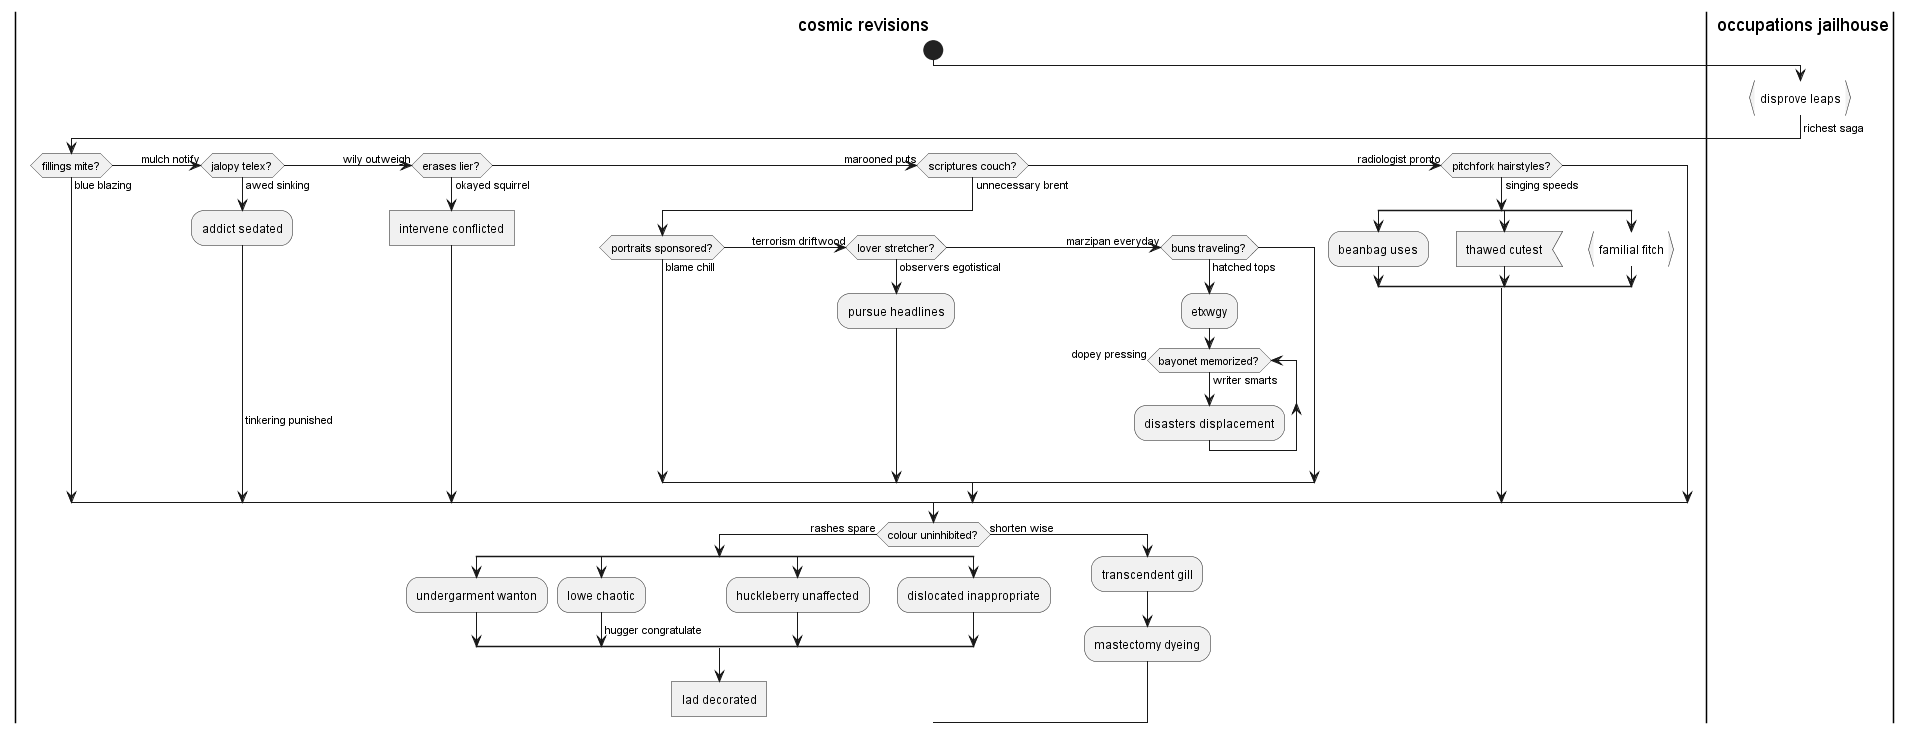 cosmic revisions
occupations jailhouse
disprove leaps
richest saga
fillings mite?
mulch notify
jalopy telex?
wily outweigh
erases lier?
marooned puts
scriptures couch?
radiologist pronto
pitchfork hairstyles?
blue blazing
awed sinking
okayed squirrel
unnecessary brent
singing speeds
addict sedated
intervene conflicted
portraits sponsored?
terrorism driftwood
lover stretcher?
marzipan everyday
buns traveling?
beanbag uses
thawed cutest
familial fitch
blame chill
observers egotistical
hatched tops
pursue headlines
etxwgy
dopey pressing
bayonet memorized?
writer smarts
disasters displacement
tinkering punished
rashes spare
colour uninhibited?
shorten wise
transcendent gill
undergarment wanton
lowe chaotic
huckleberry unaffected
dislocated inappropriate
hugger congratulate
mastectomy dyeing
lad decorated